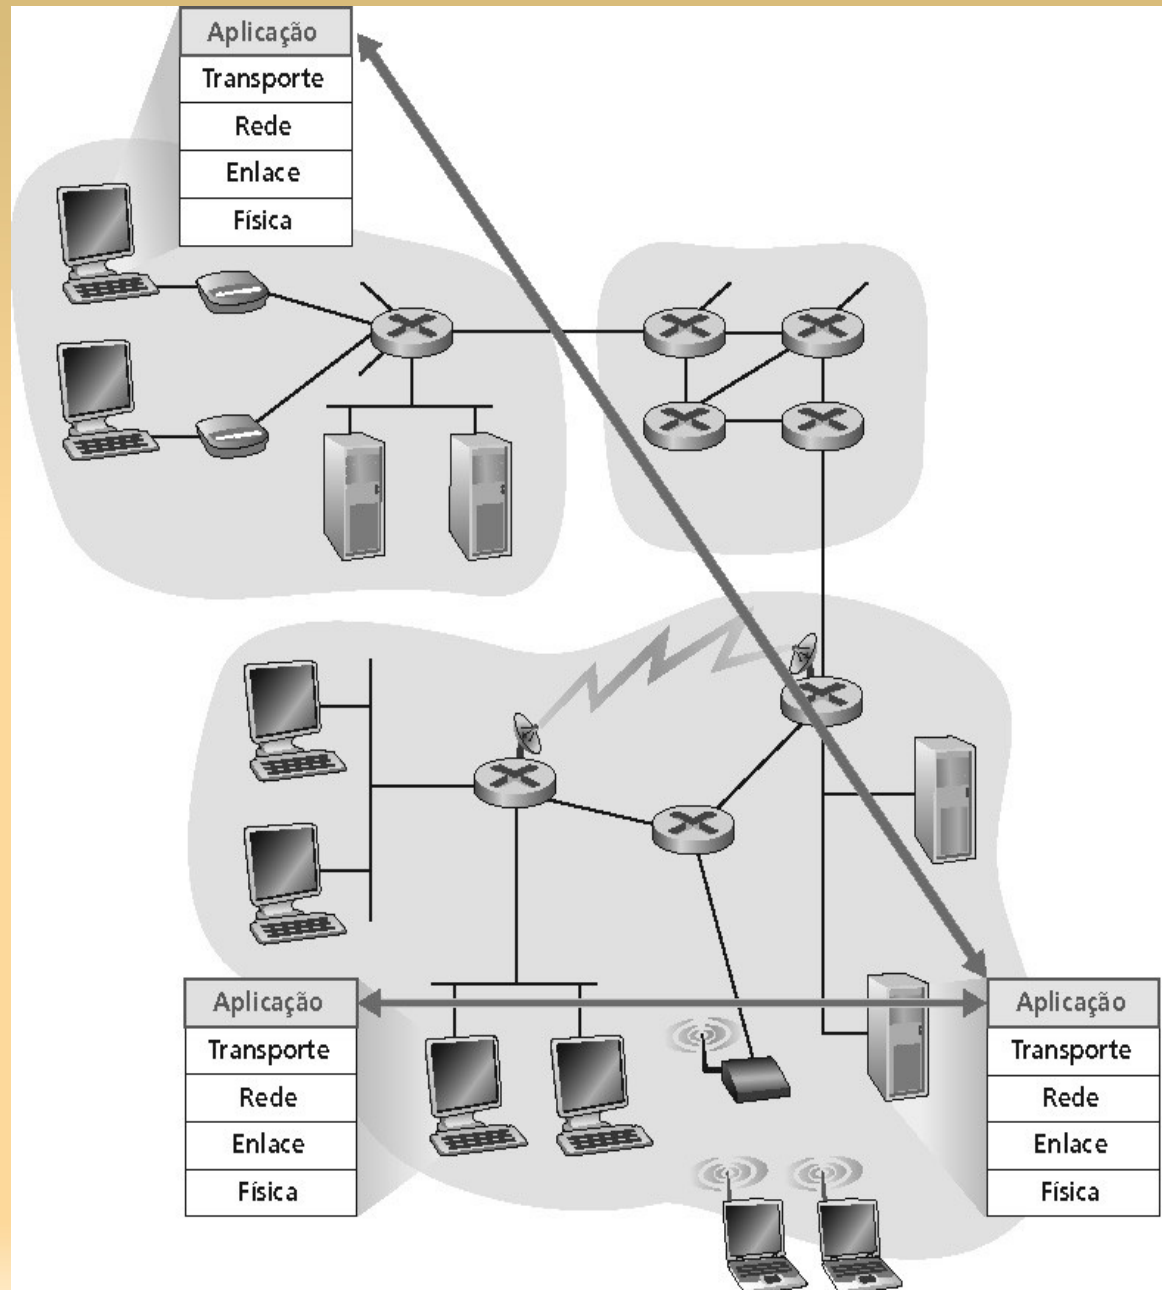 Aplicação
Transporte
Rede
Enlace
Física
Aplicação
Transporte
Rede
Enlace
Física
Aplicação
Transporte
Rede
Enlace
Física